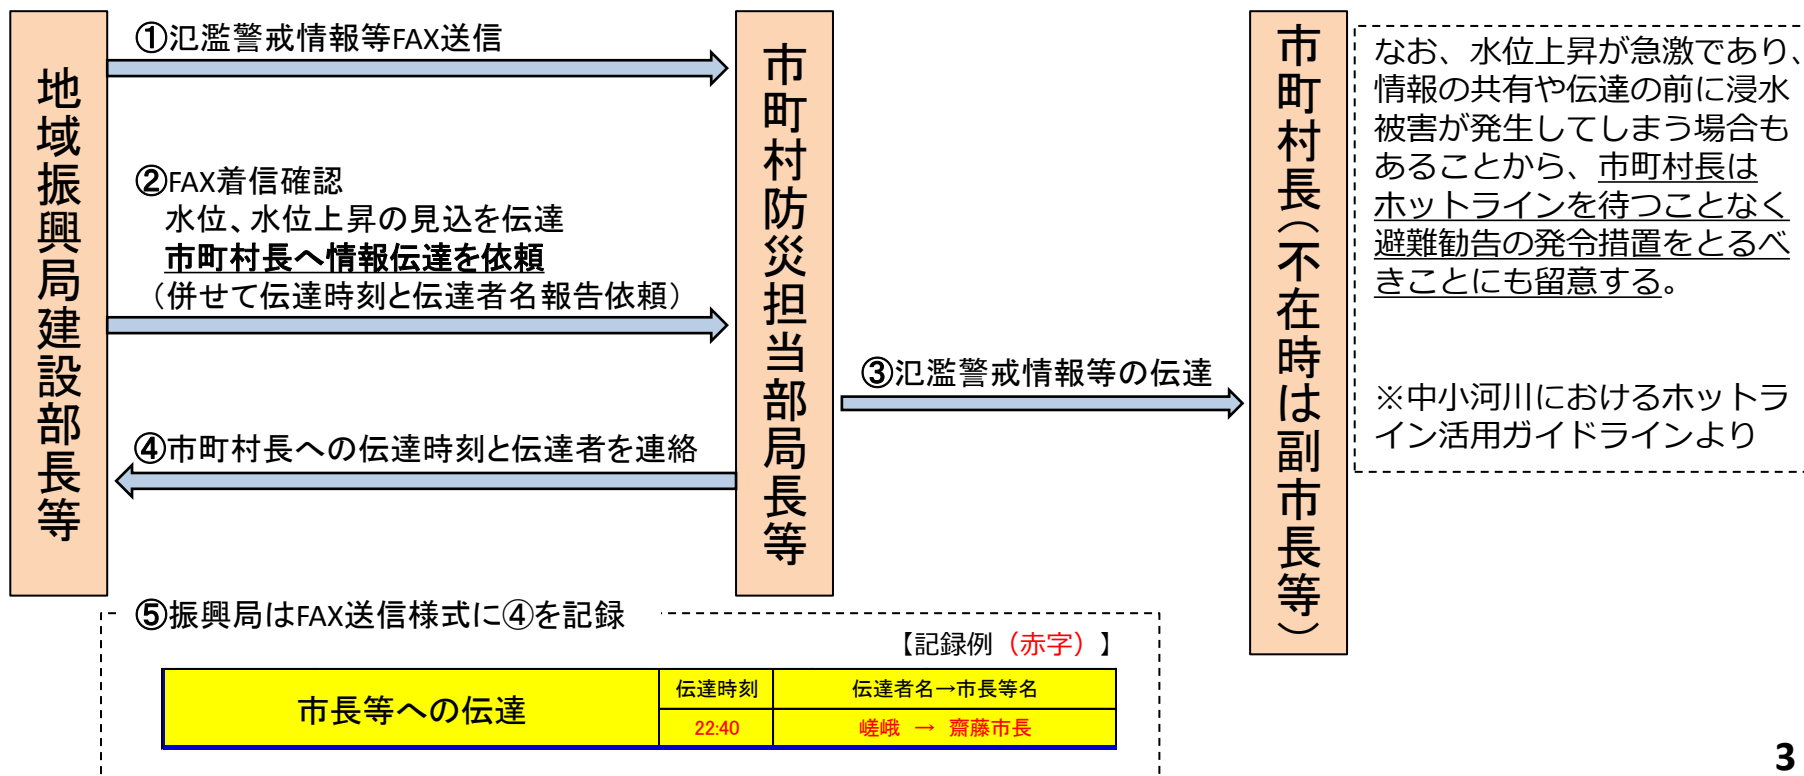 地域振興局建設部長等
①氾濫警戒情報等FAX送信
②FAX着信確認
水位、水位上昇の見込を伝達
市町村長へ情報伝達を依頼
（併せて伝達時刻と伝達者名報告依頼）
④市町村長への伝達時刻と伝達者を連絡
市町村防災担当部局長等
③氾濫警戒情報等の伝達
市町村長（不在時は副市長等）
なお、水位上昇が急激であり、
情報の共有や伝達の前に浸水
被害が発生してしまう場合も
あることから、市町村長は
ホットラインを待つことなく
避難勧告の発令措置をとるべ
きことにも留意する。
※中小河川におけるホットラ
イン活用ガイドラインより
⑤振興局はFAX送信様式に④を記録
【記録例（赤字）】
市長等への伝達
伝達時刻 伝達者名→市長等名
22:40 嵯峨 → 齋藤市長
3